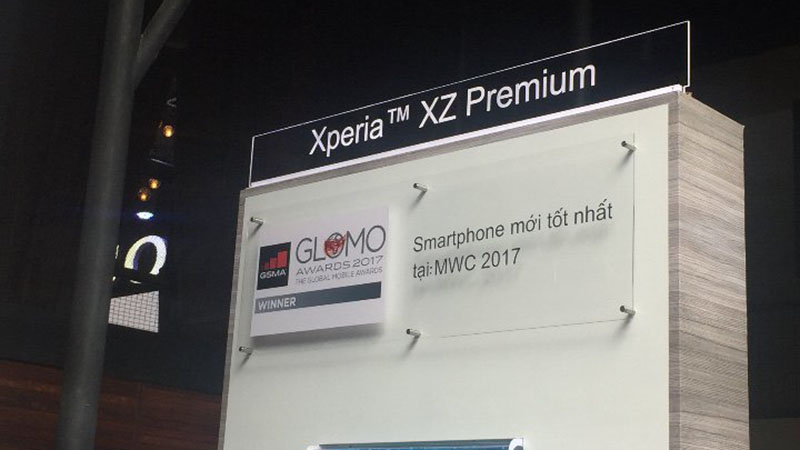 Xperia™ XZ Premium
GSMA
GLOMO
AWARDS 2017
THE GLOBAL MOBILE AWARDS
WINNER
Smartphone mới tốt nhất
tại:MWC 2017